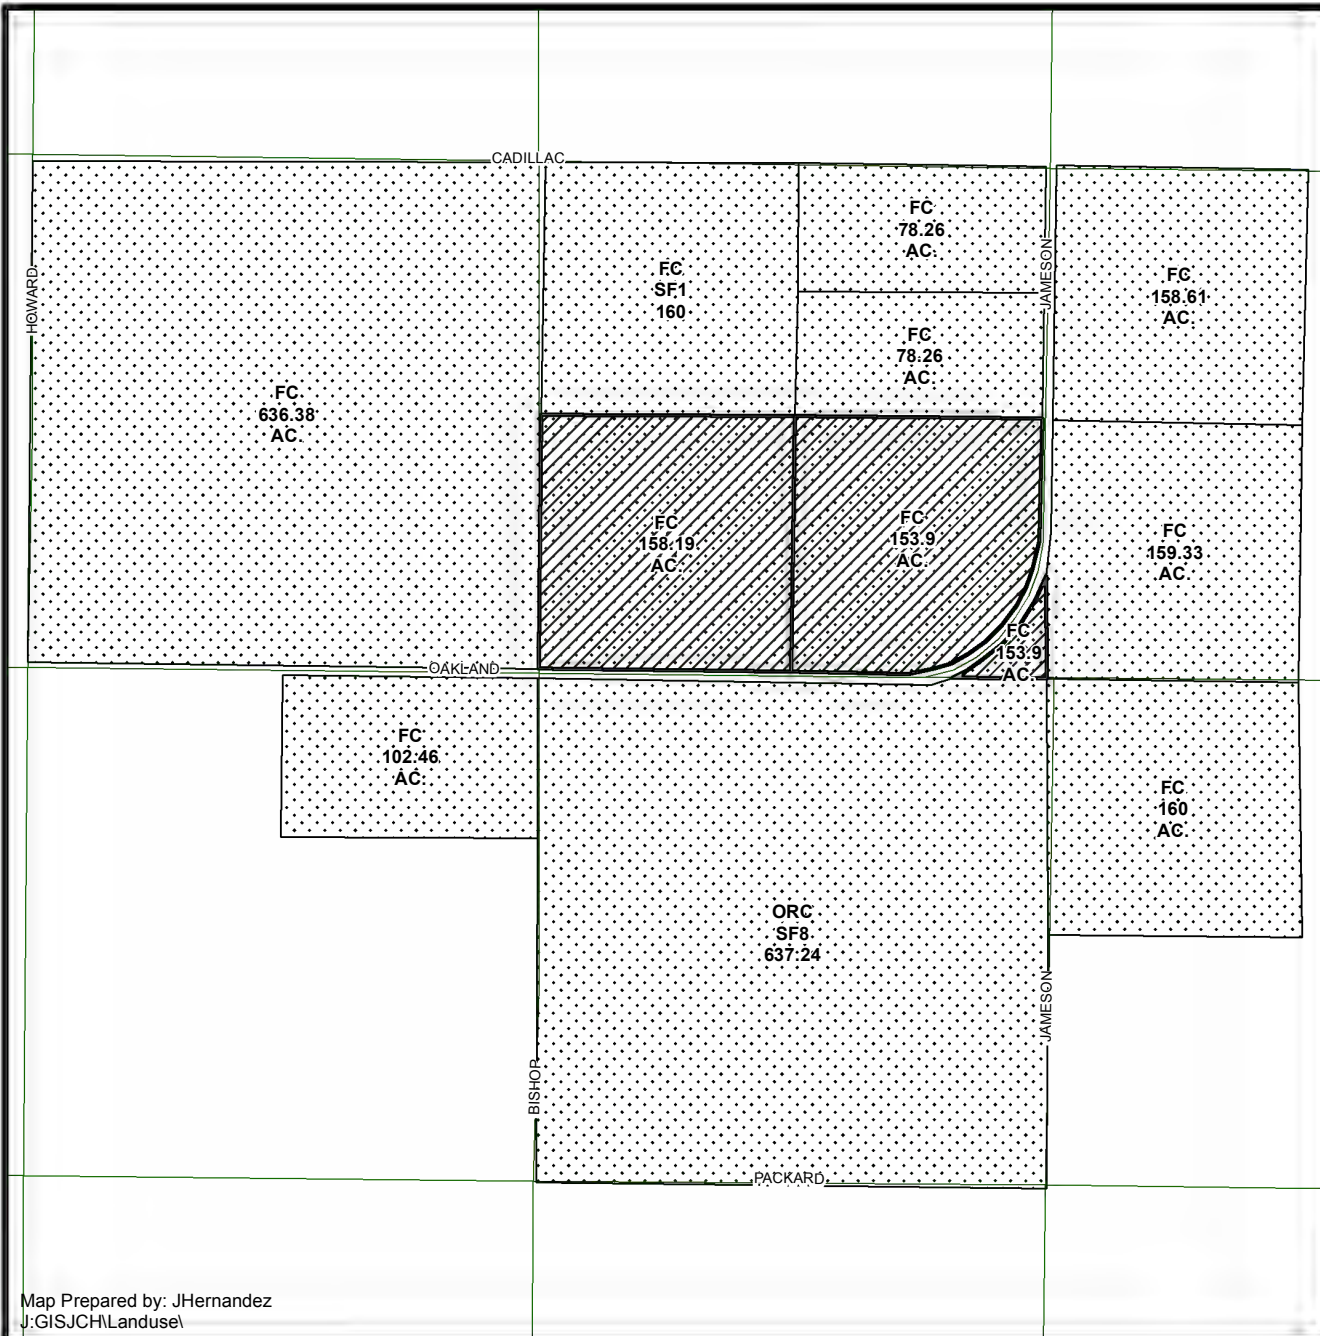 CADILLAC
HOWARD
JAMESON
FC
78.26
AC.
FC
SF1
160
FC
158.61
AC.
FC
78.26
AC.
FC
636.38
AC.
FC
158.19
AC.
FC
153.9
AC.
FC
159.33
AC.
FC
153.9
AC.
OAKLAND
FC
102.46
AC.
FC
160
AC.
ORC
SF8
637.24
JAMESON
BISHOP
PACKARD
Map Prepared by: JHernandez
J:GISJCH\Landuse\